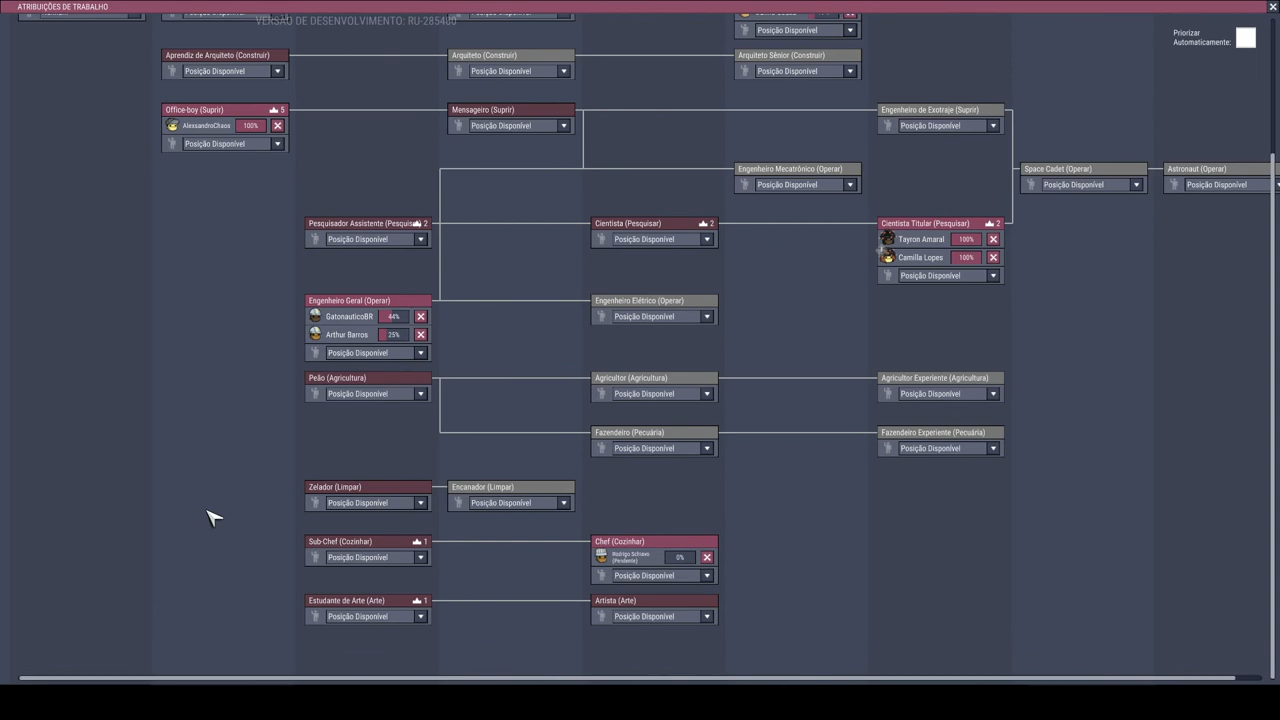 ATRIBUIÇÕES DE TRABALHO
VERSÃO DE DESENVOLVIMENTO: RU-285480
Priorizar
Automaticamente:
Aprendiz de Arquiteto (Construir)
Posição Disponível
Arquiteto (Construir)
Posição Disponível
Arquiteto Sênior (Construir)
Posição Disponível
Office-boy (Suprir) 5
AlessandroChaos 100%
Posição Disponível
Mensageiro (Suprir)
Posição Disponível
Engenheiro de Exotraje (Suprir)
Posição Disponível
Engenheiro Mecatrônico (Operar)
Posição Disponível
Space Cadet (Operar)
Posição Disponível
Astronaut (Operar)
Posição Disponível
Pesquisador Assistente (Pesquisar) 2
Posição Disponível
Cientista (Pesquisar) 2
Posição Disponível
Cientista Titular (Pesquisar) 2
Tayron Amaral 100%
Camilla Lopes 100%
Posição Disponível
Engenheiro Geral (Operar)
GatonauticoBR 44%
Arthur Barros 25%
Posição Disponível
Engenheiro Elétrico (Operar)
Posição Disponível
Peão (Agricultura)
Posição Disponível
Agricultor (Agricultura)
Posição Disponível
Agricultor Experiente (Agricultura)
Posição Disponível
Fazendeiro (Pecuária)
Posição Disponível
Fazendeiro Experiente (Pecuária)
Posição Disponível
Zelador (Limpar)
Posição Disponível
Encanador (Limpar)
Posição Disponível
Sub-Chef (Cozinhar) 1
Posição Disponível
Chef (Cozinhar)
Rodrigo Schiavo
(Pendente) 0%
Posição Disponível
Estudante de Arte (Arte) 1
Posição Disponível
Artista (Arte)
Posição Disponível